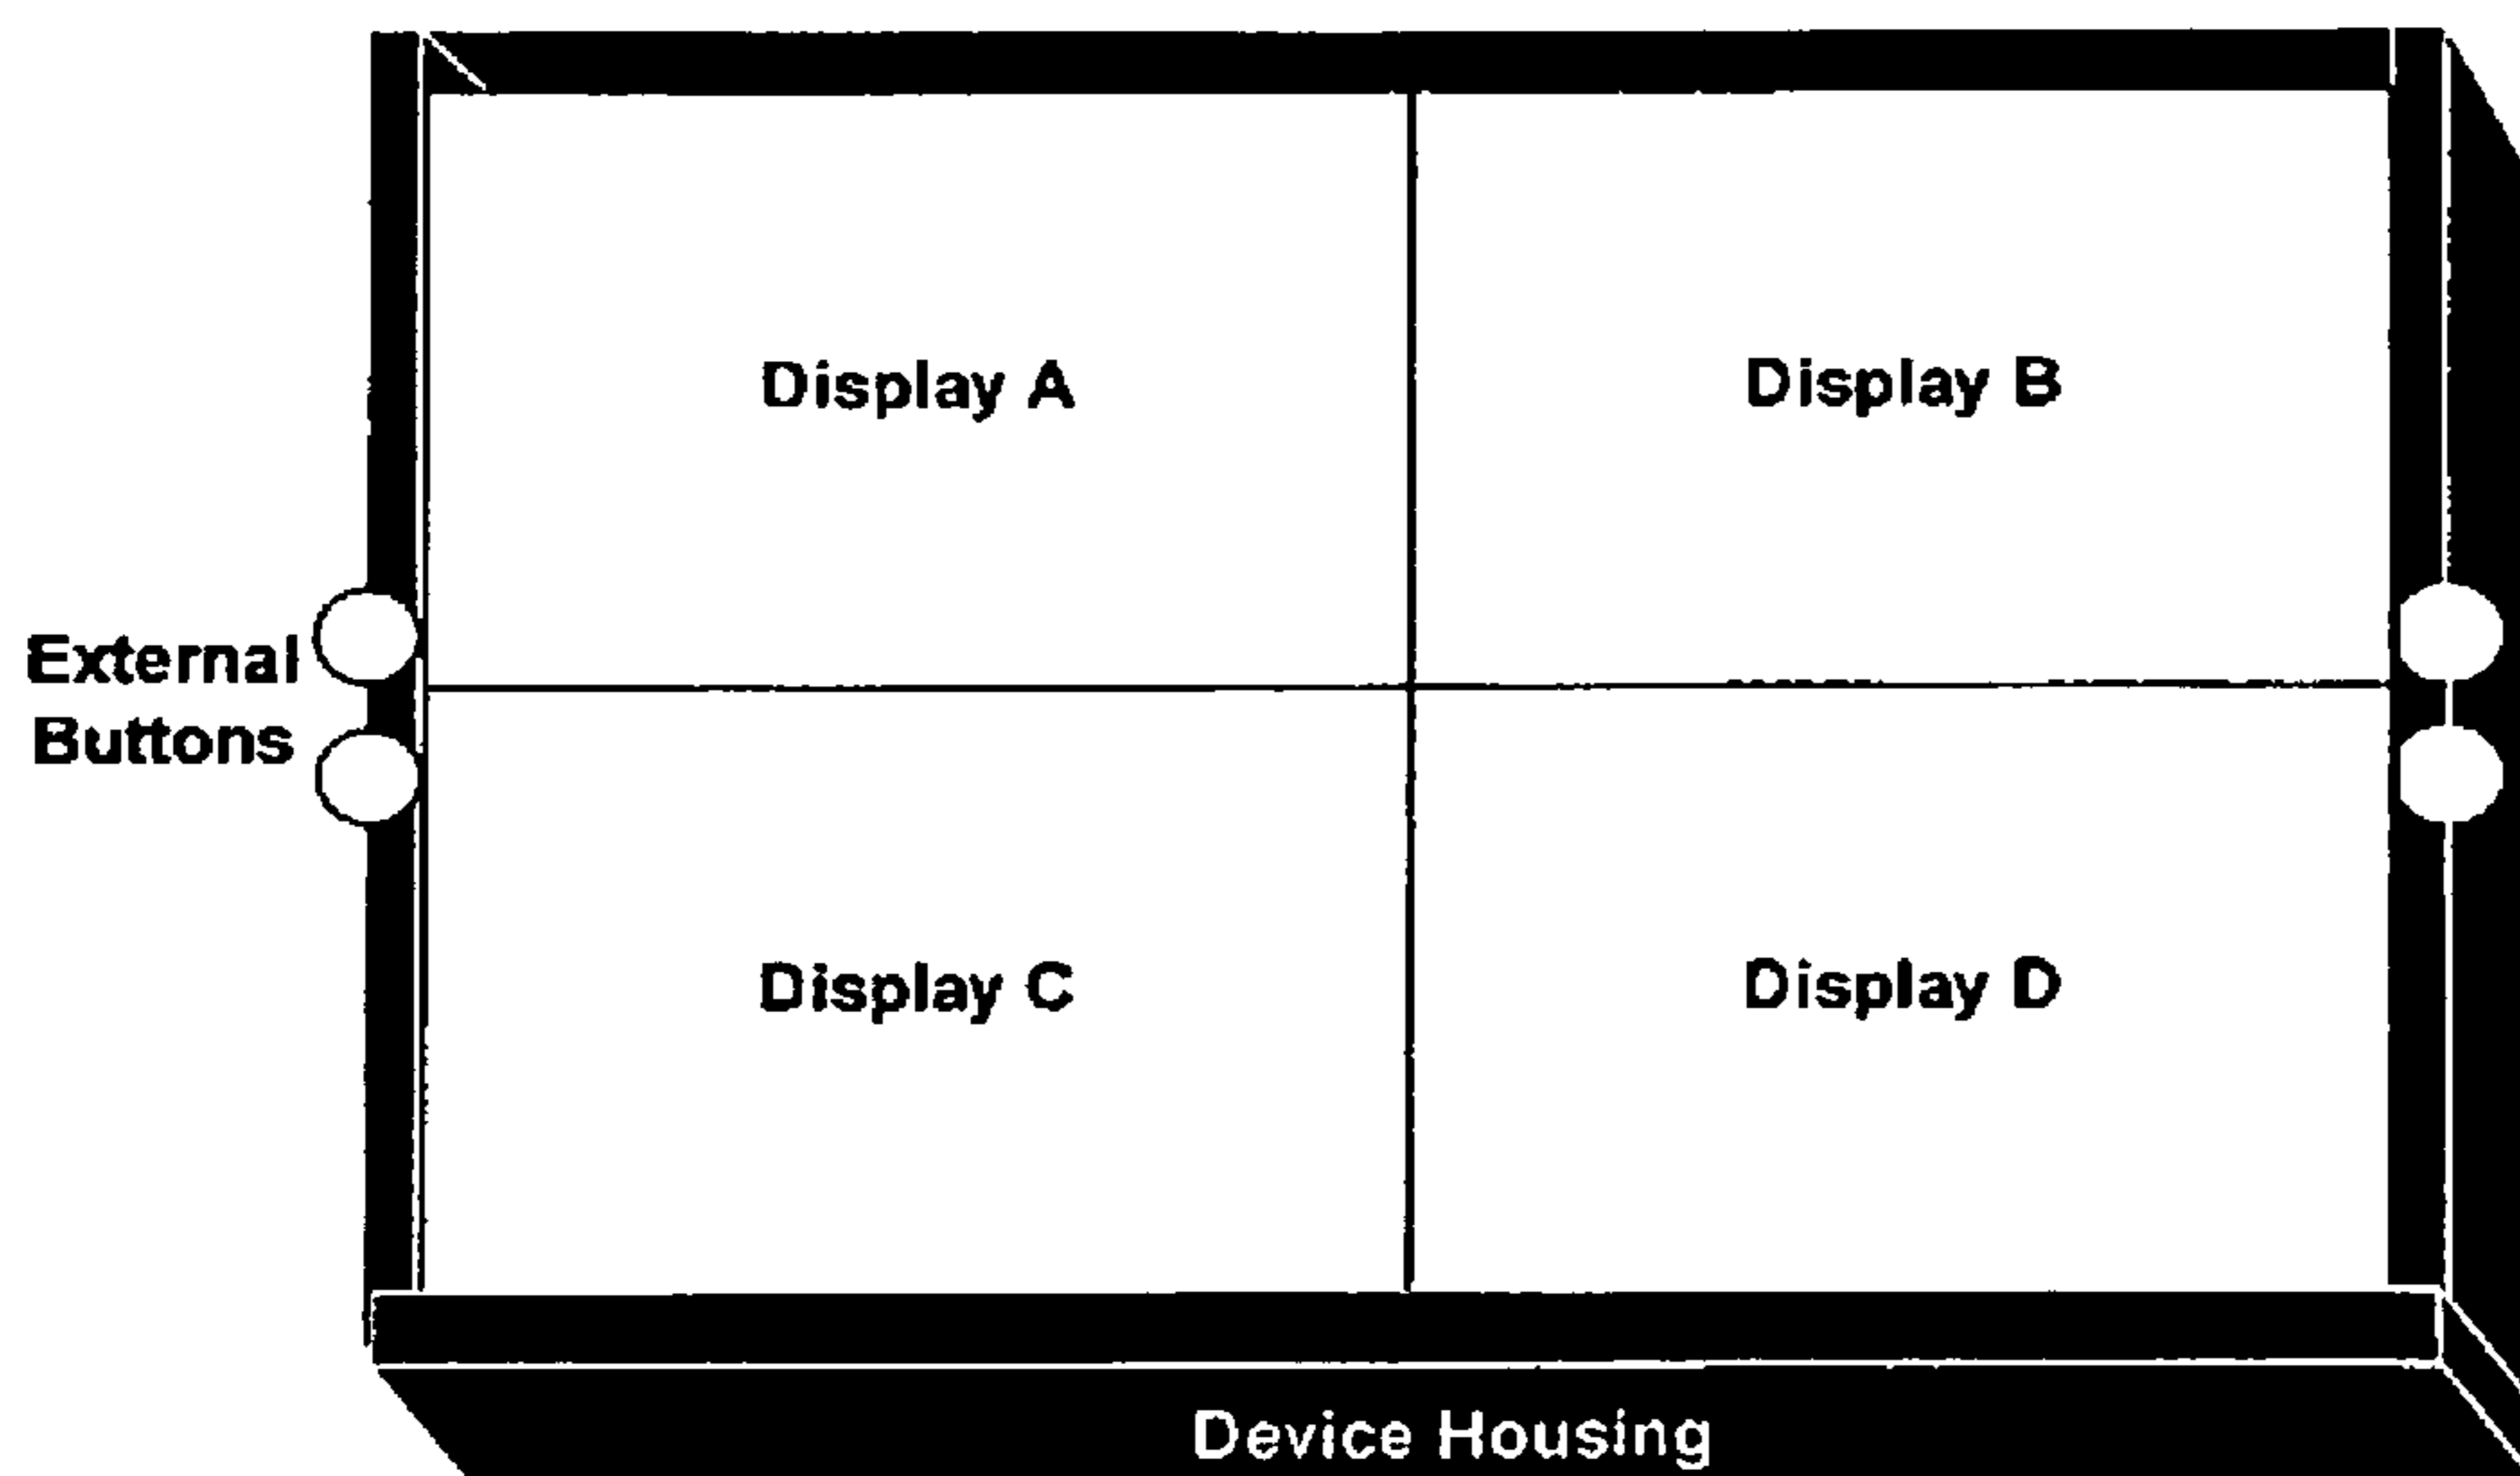 Display A
Display B
External
Buttons
Display C
Display D
Device Housing